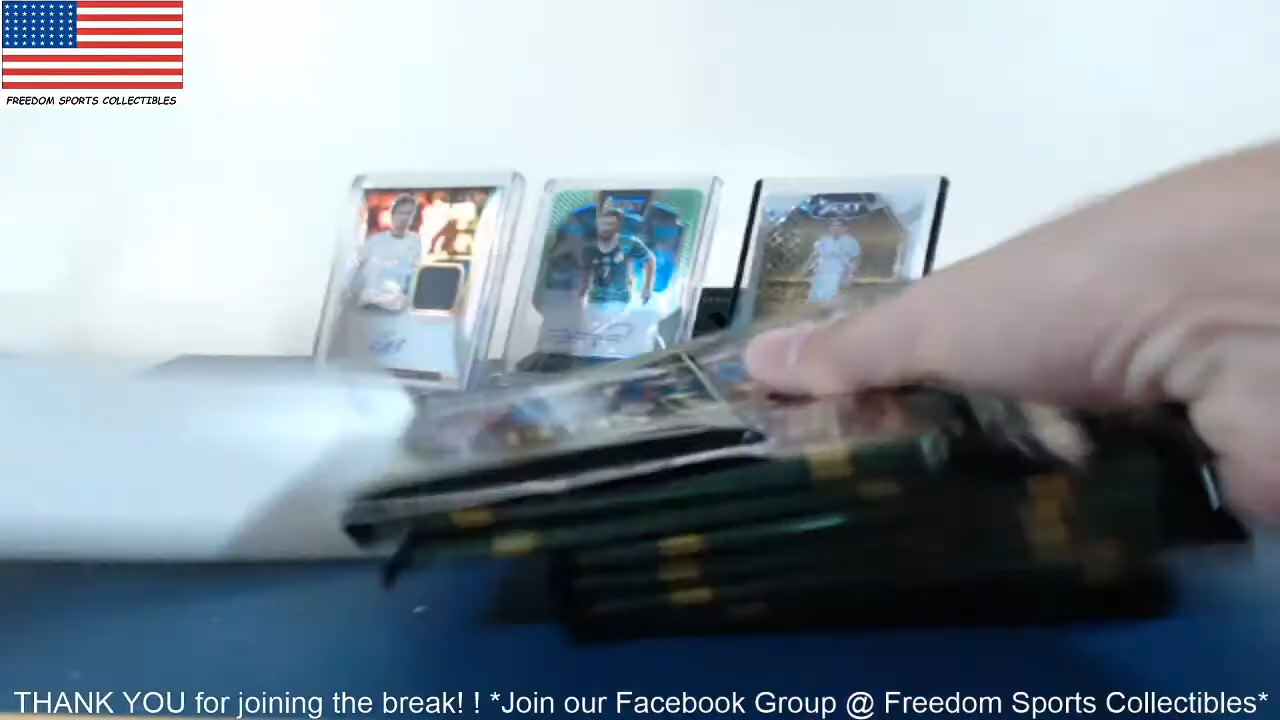 FREEDOM SPORTS COLLECTIBLES
THANK YOU for joining the break! ! *Join our Facebook Group @ Freedom Sports Collectibles*